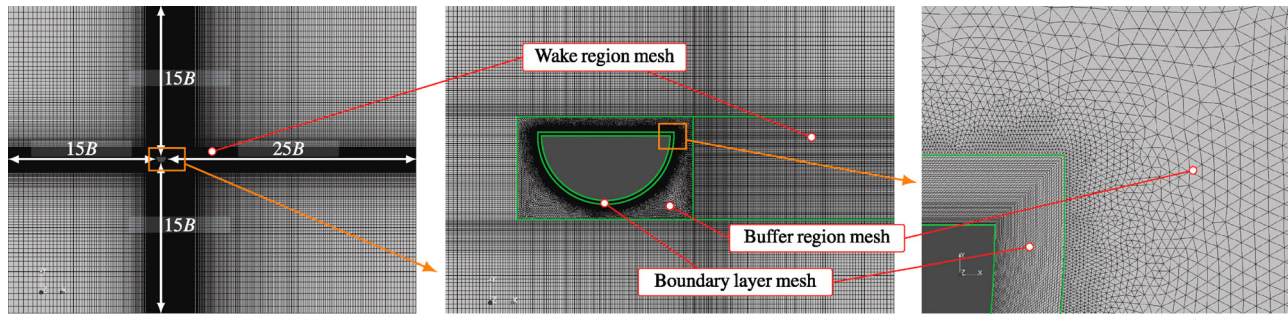 15B
15B
25B
15B
Wake region mesh
Buffer region mesh
Boundary layer mesh
Y
Z
X